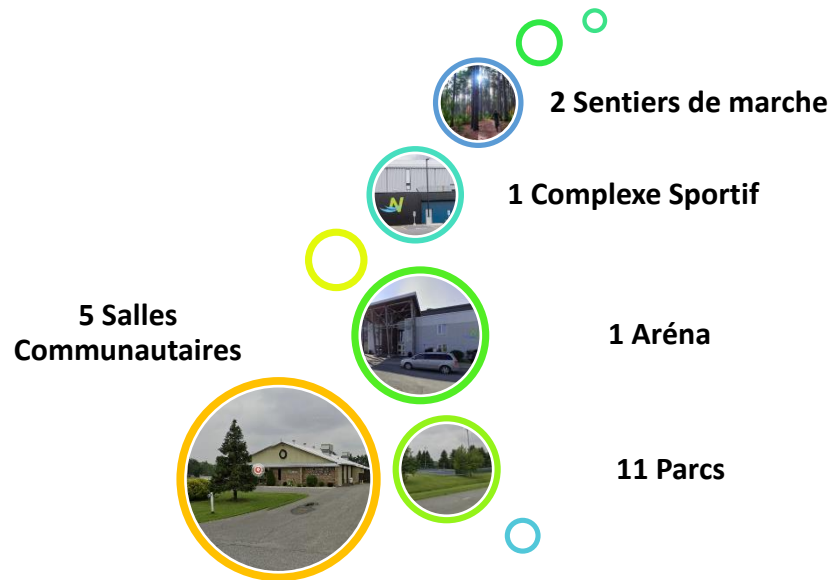 2 Sentiers de marche
1 Complexe Sportif
5 Salles
Communautaires
1 Aréna
11 Parcs